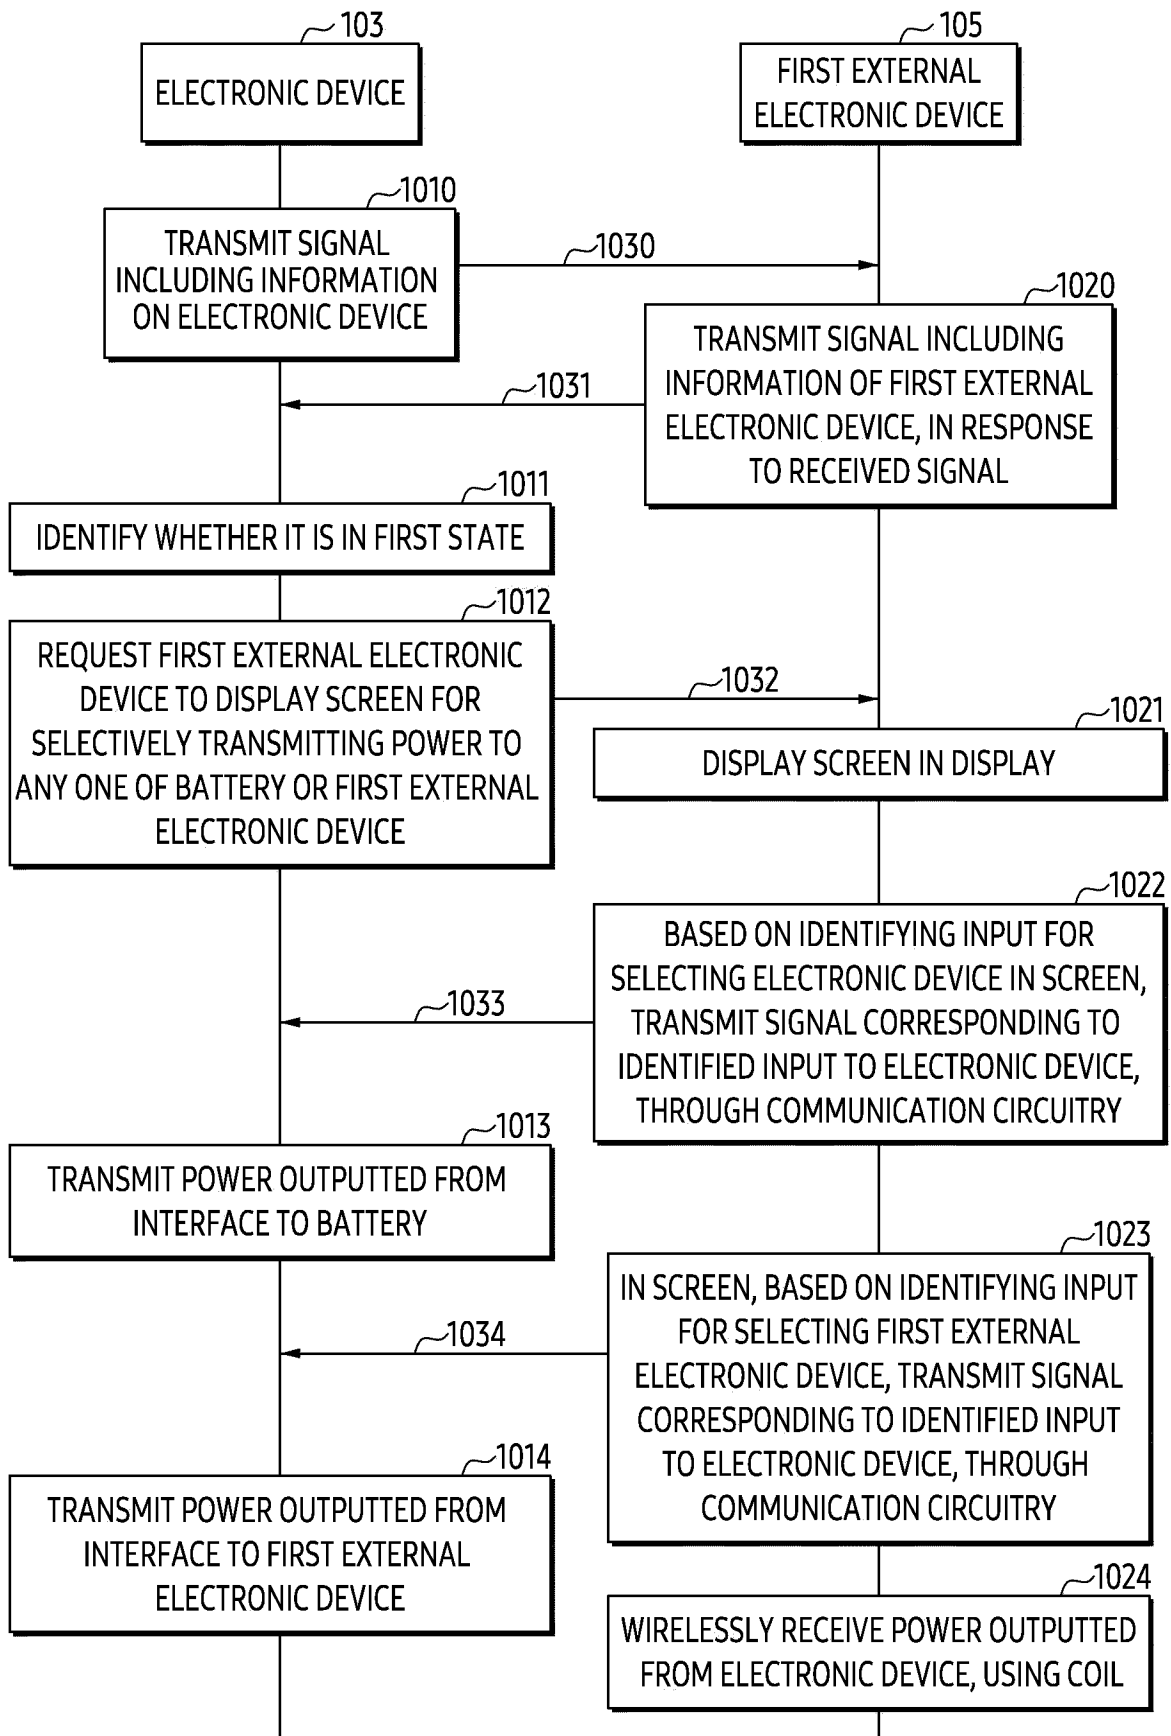 103
ELECTRONIC DEVICE
105
FIRST EXTERNAL
ELECTRONIC DEVICE
1010
TRANSMIT SIGNAL
INCLUDING INFORMATION
ON ELECTRONIC DEVICE
1030
1020
TRANSMIT SIGNAL INCLUDING
INFORMATION OF FIRST EXTERNAL
ELECTRONIC DEVICE, IN RESPONSE
TO RECEIVED SIGNAL
1031
1011
IDENTIFY WHETHER IT IS IN FIRST STATE
1012
REQUEST FIRST EXTERNAL ELECTRONIC
DEVICE TO DISPLAY SCREEN FOR
SELECTIVELY TRANSMITTING POWER TO
ANY ONE OF BATTERY OR FIRST EXTERNAL
ELECTRONIC DEVICE
1032
1021
DISPLAY SCREEN IN DISPLAY
1022
BASED ON IDENTIFYING INPUT FOR
SELECTING ELECTRONIC DEVICE IN SCREEN,
TRANSMIT SIGNAL CORRESPONDING TO
IDENTIFIED INPUT TO ELECTRONIC DEVICE,
THROUGH COMMUNICATION CIRCUITRY
1033
1013
TRANSMIT POWER OUTPUTTED FROM
INTERFACE TO BATTERY
1023
IN SCREEN, BASED ON IDENTIFYING INPUT
FOR SELECTING FIRST EXTERNAL
ELECTRONIC DEVICE, TRANSMIT SIGNAL
CORRESPONDING TO IDENTIFIED INPUT
TO ELECTRONIC DEVICE, THROUGH
COMMUNICATION CIRCUITRY
1034
1014
TRANSMIT POWER OUTPUTTED FROM
INTERFACE TO FIRST EXTERNAL
ELECTRONIC DEVICE
1024
WIRELESSLY RECEIVE POWER OUTPUTTED
FROM ELECTRONIC DEVICE, USING COIL